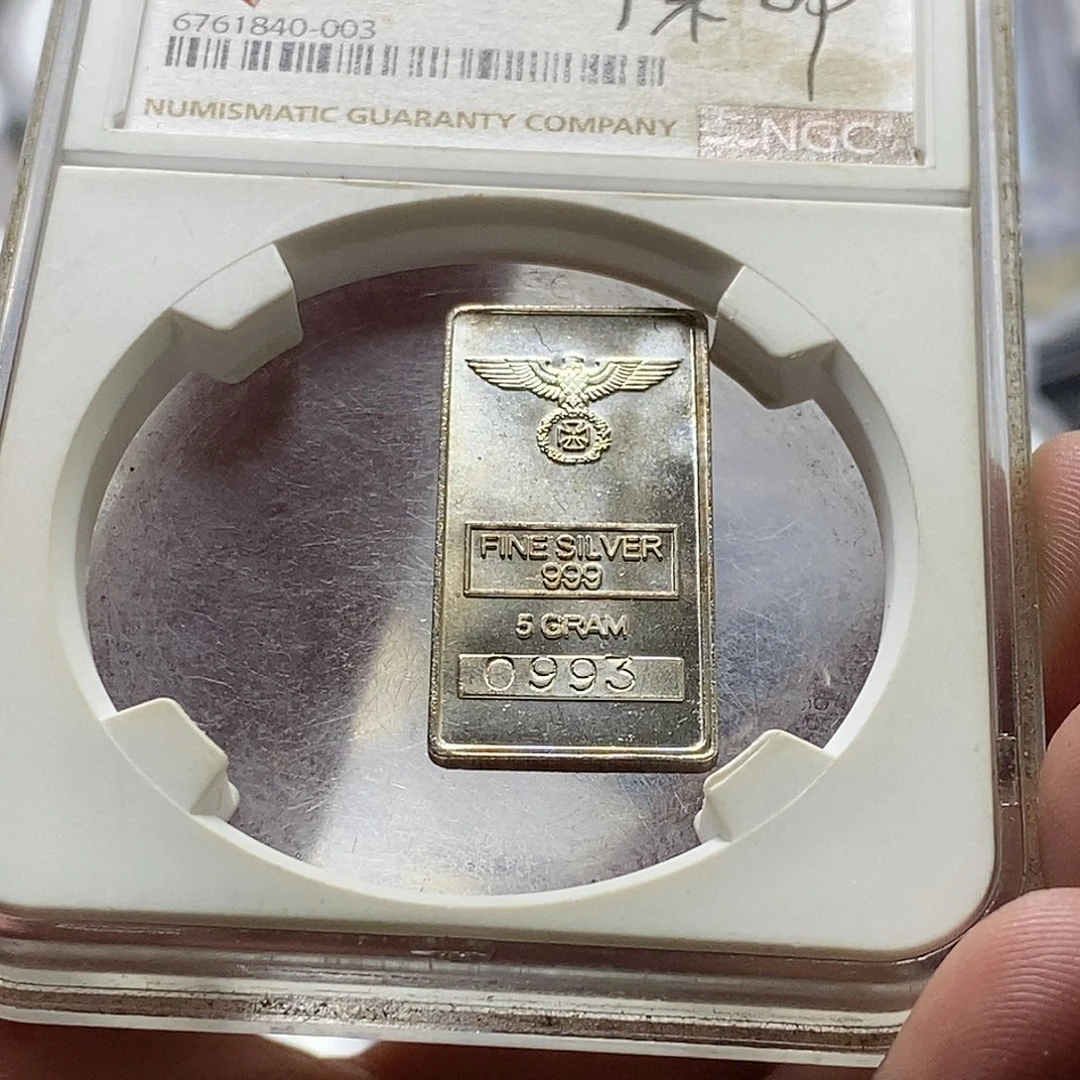 6761840-003
NUMISMATIC GUARANTY COMPANY
NGC
FINE SILVER
999
5 GRAM
0993